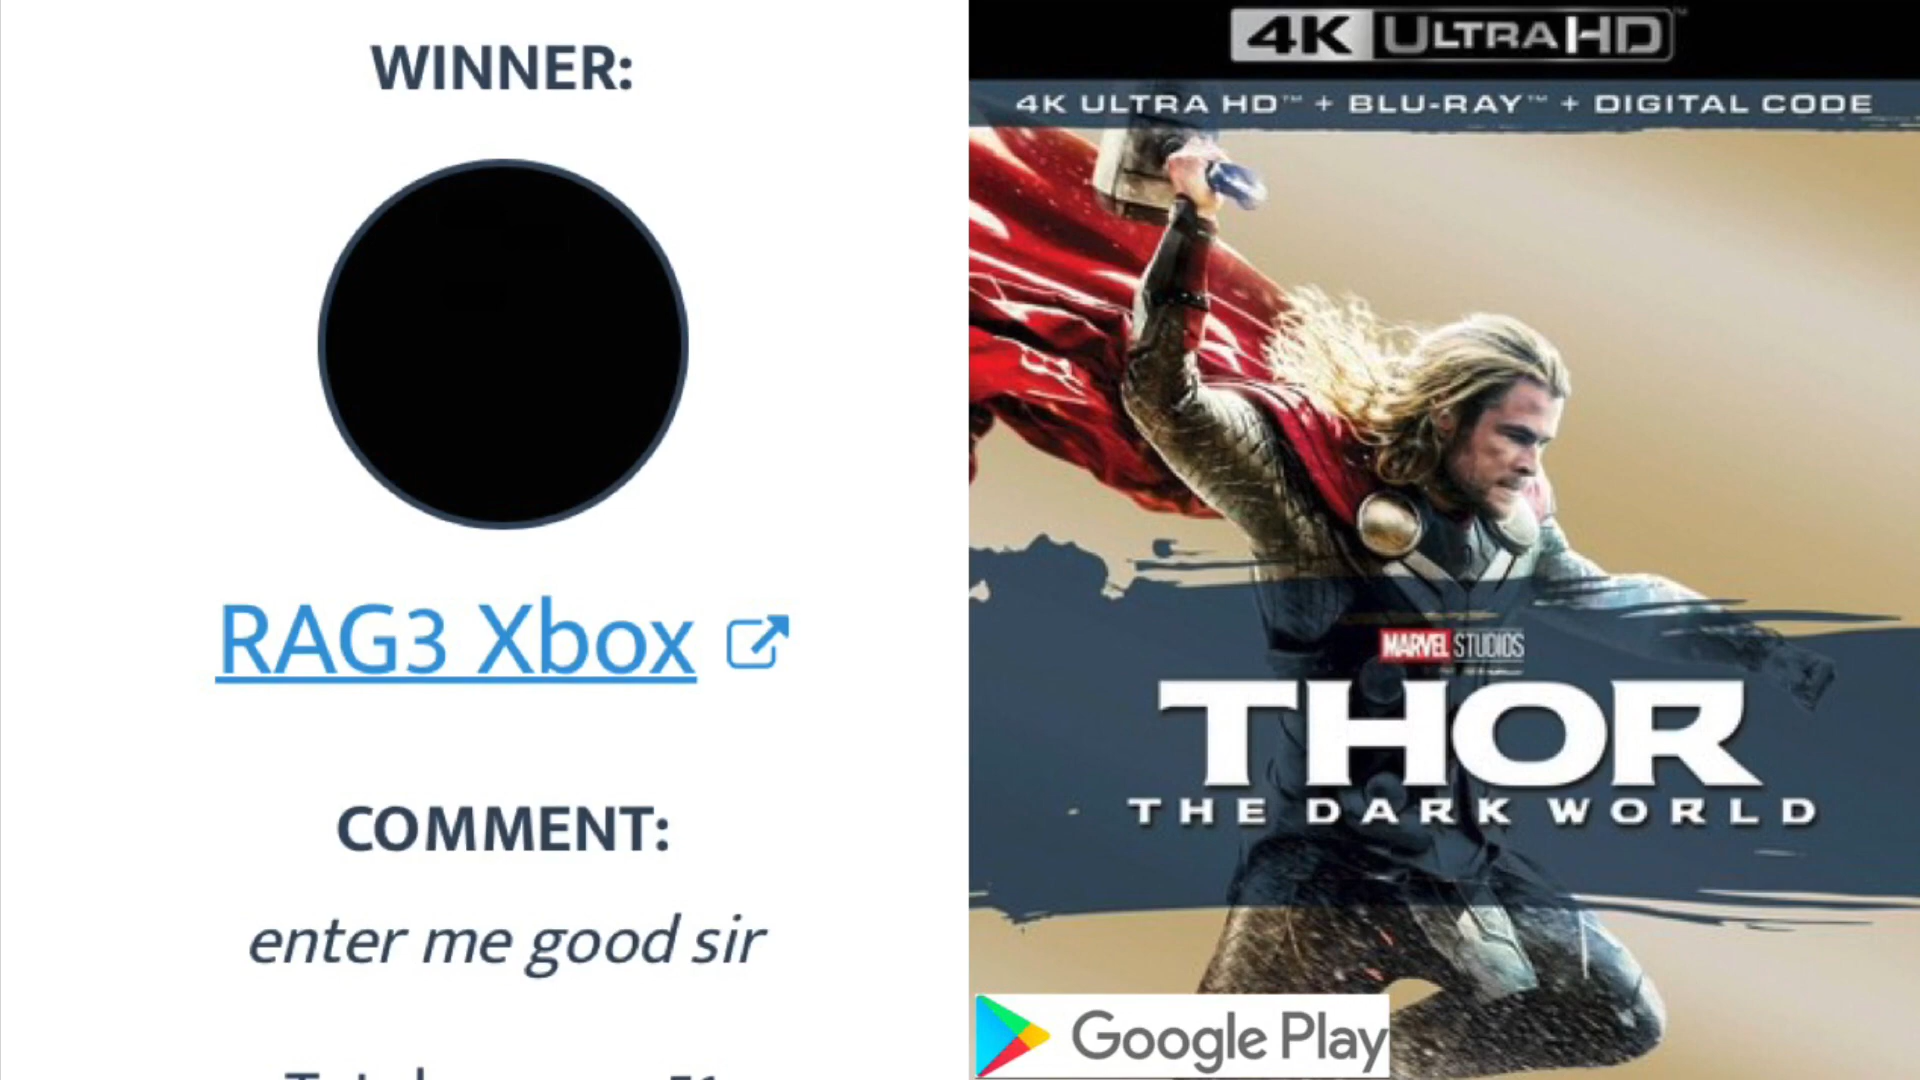 WINNER:
RAG3 Xbox
COMMENT:
enter me good sir
4K ULTRA HD™
4K ULTRA HD™ + BLU-RAY™ + DIGITAL CODE
MARVEL STUDIOS
THOR
THE DARK WORLD
Google Play